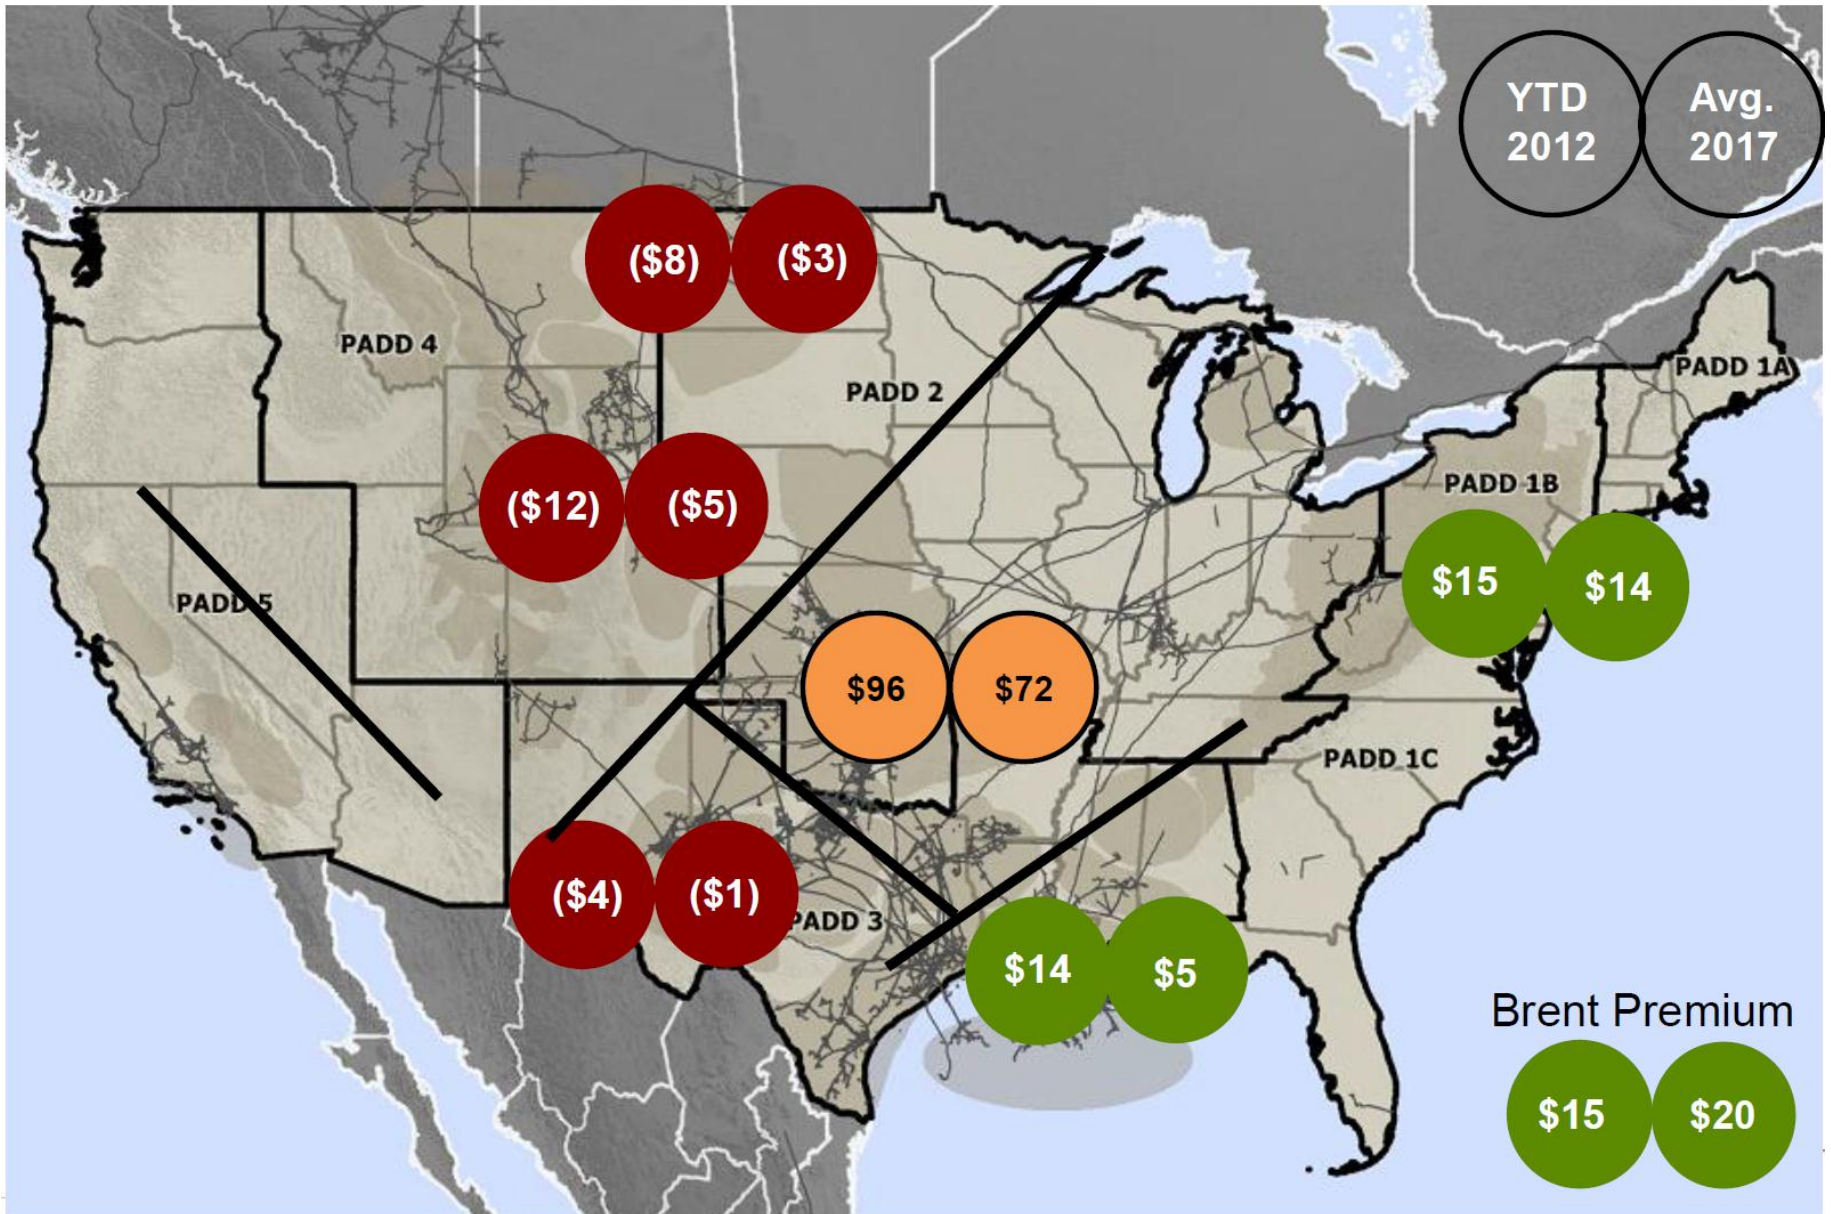 YTD
2012
Avg.
2017
($8)
($3)
PADD 4
PADD 2
PADD 1A
($12)
($5)
PADD 1B
PADD 5
$15
$14
$96
$72
PADD 1C
($4)
($1)
PADD 3
$14
$5
Brent Premium
$15
$20